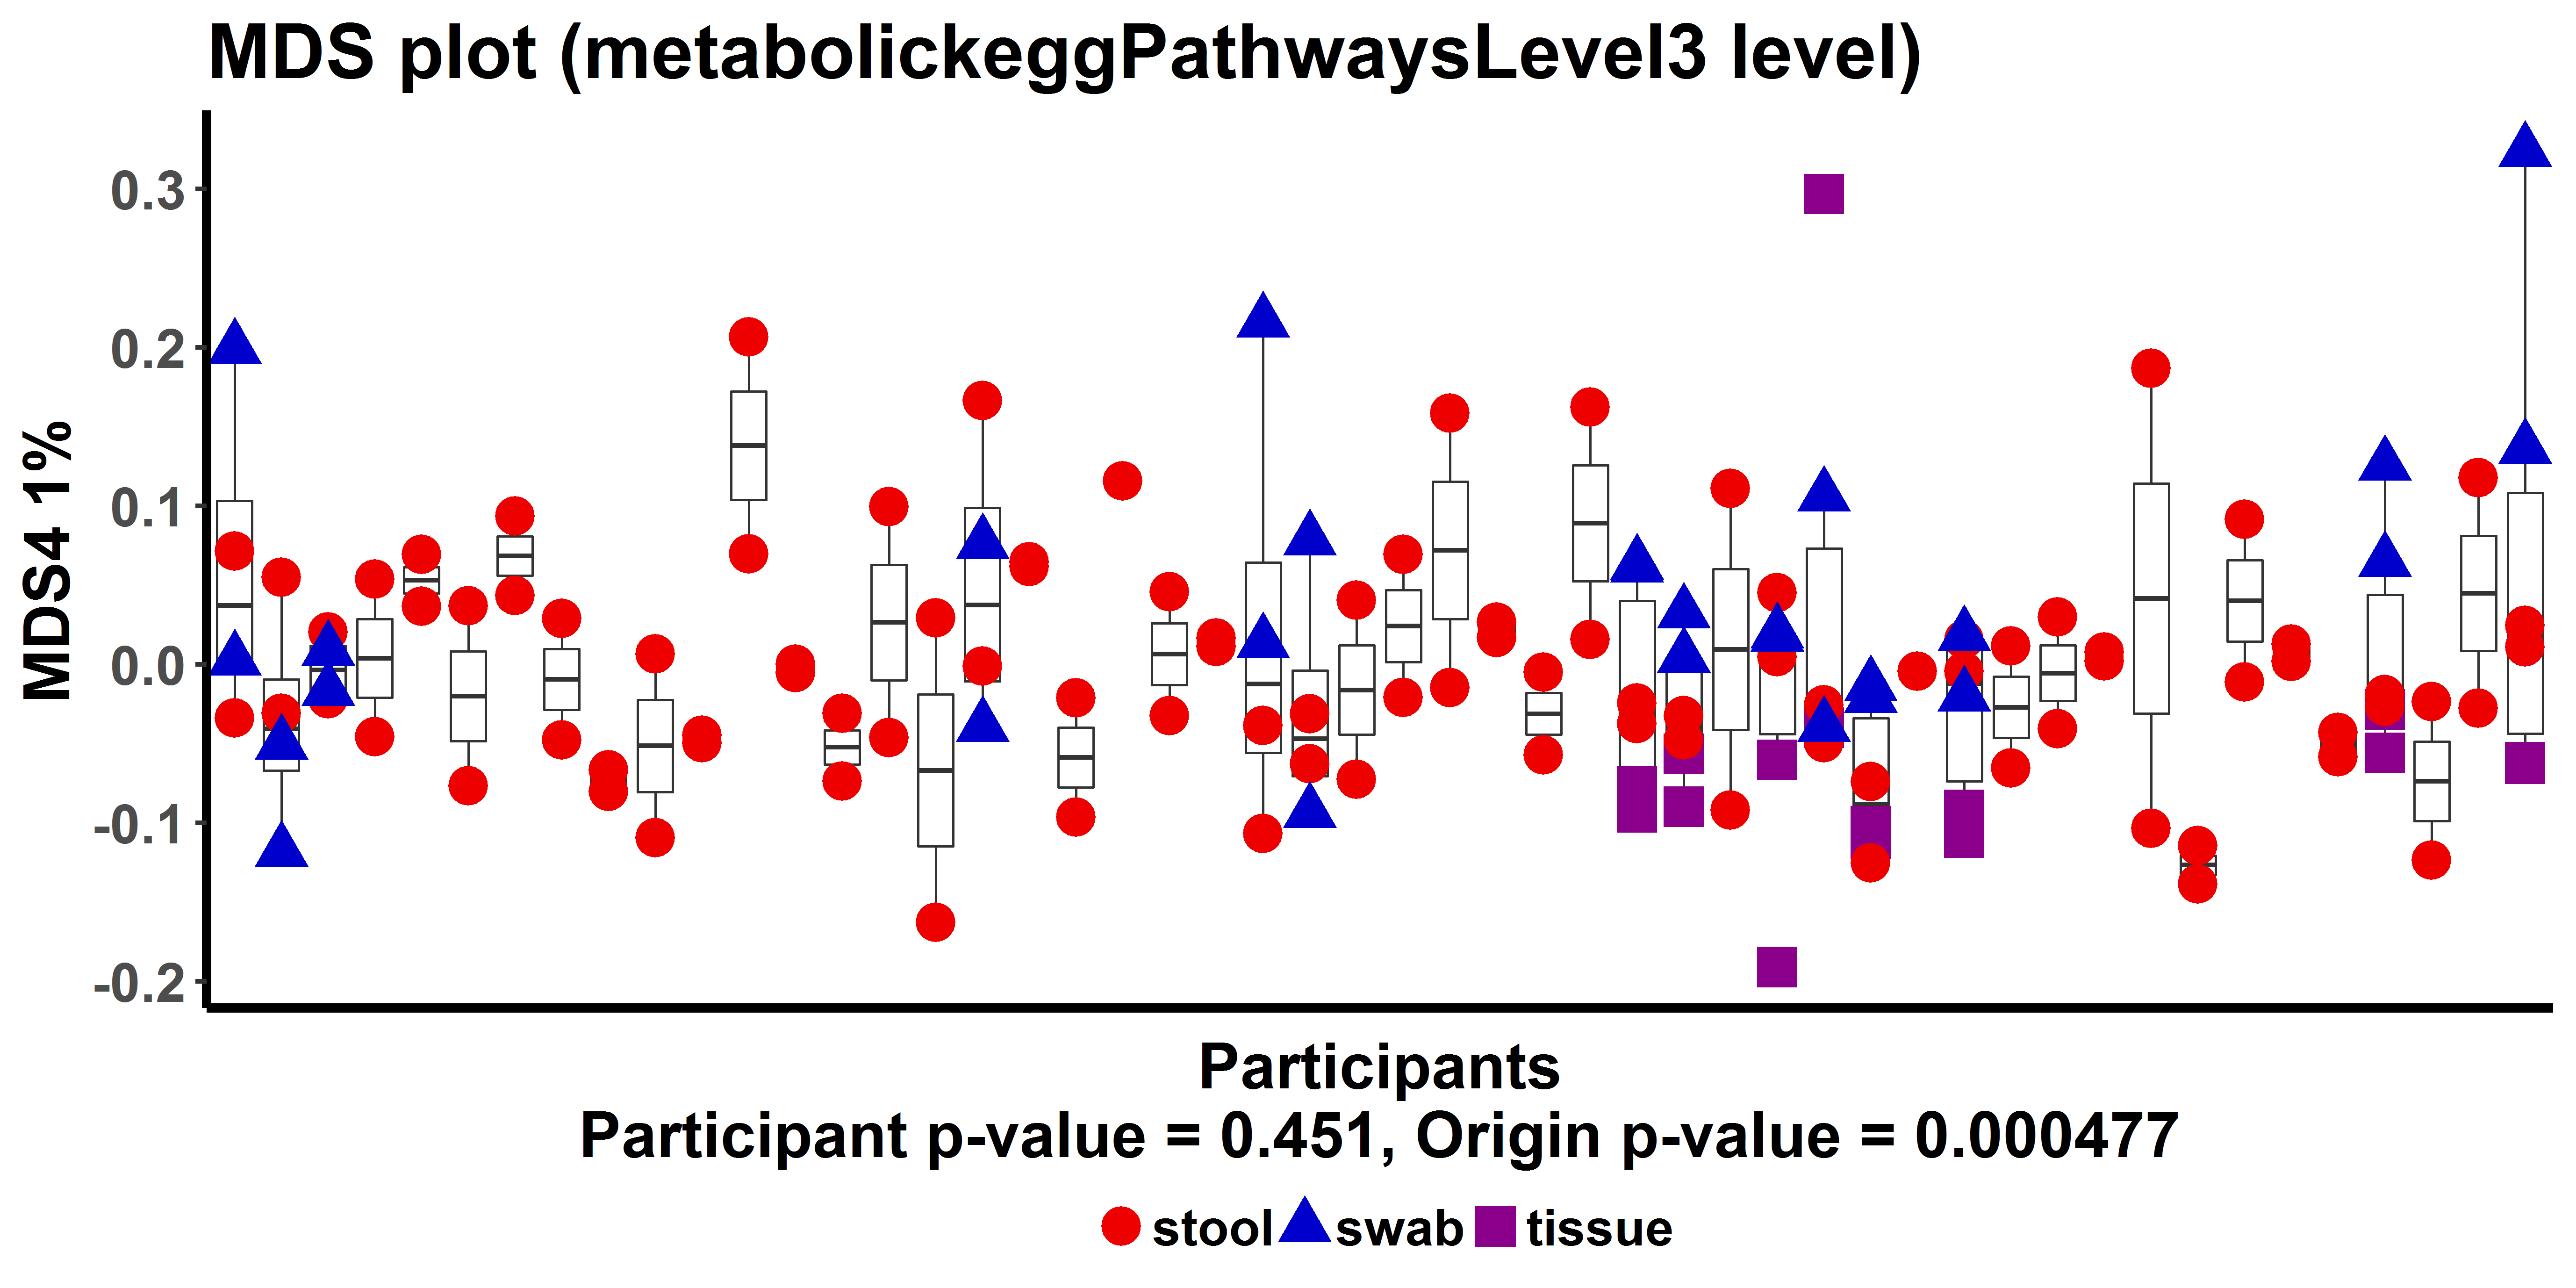 MDS plot (metabolickeggPathwaysLevel3 level)
MDS4 1%
0.3
0.2
0.1
0.0
-0.1
-0.2
Participants
Participant p-value = 0.451, Origin p-value = 0.000477
stool swab tissue